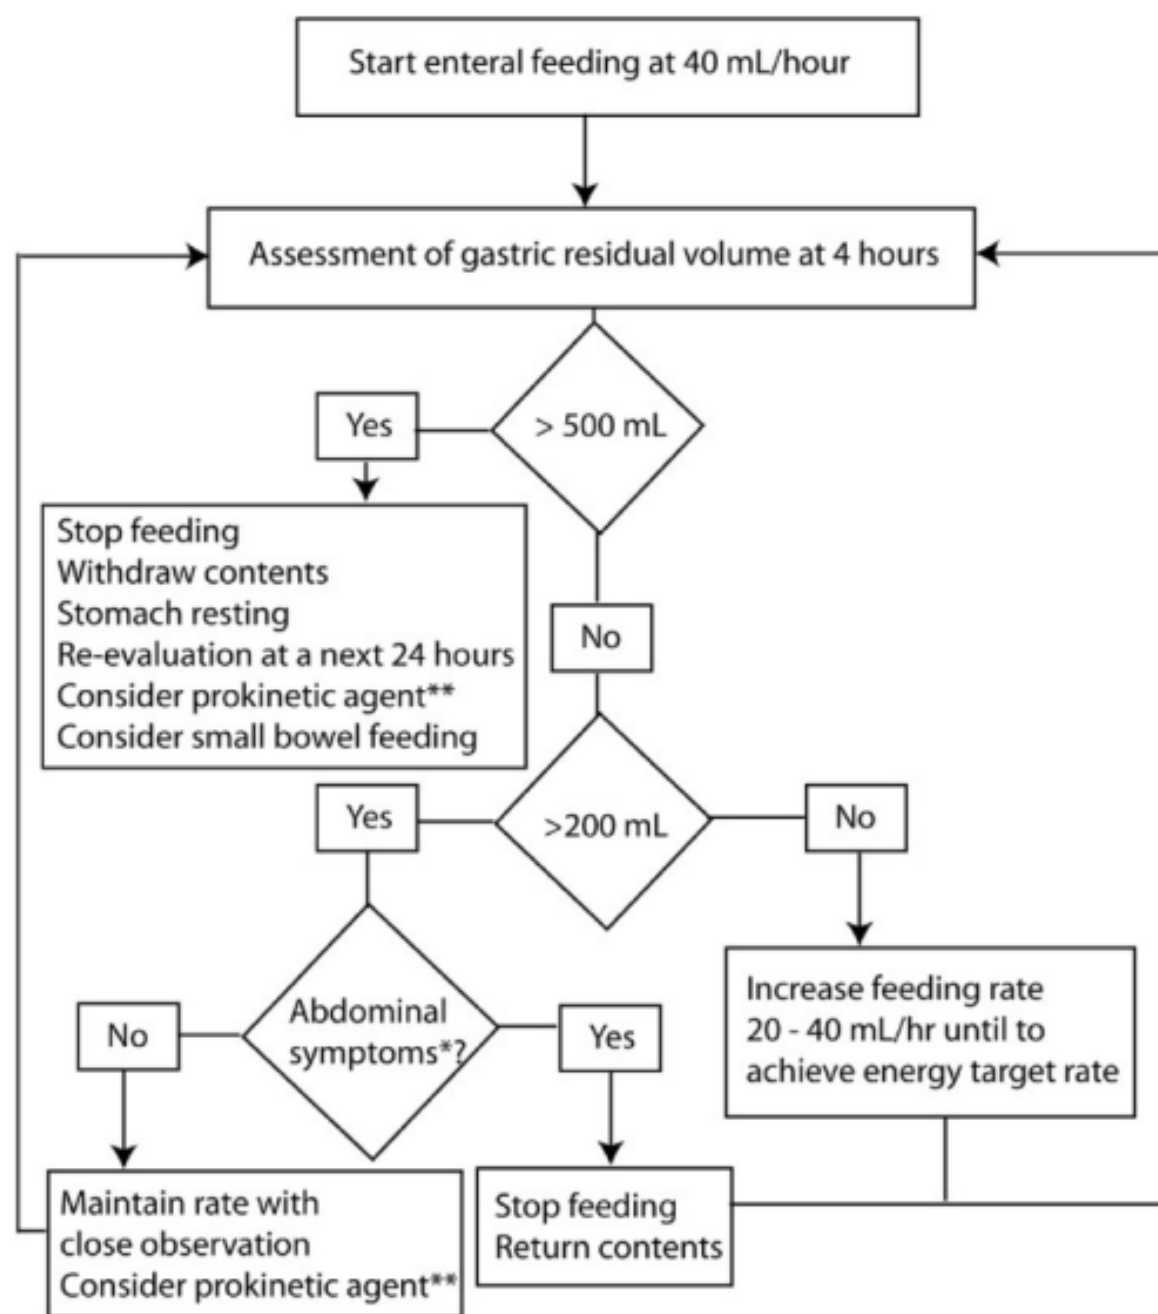 Start enteral feeding at 40 mL/hour
Assessment of gastric residual volume at 4 hours
> 500 mL
Yes
Stop feeding
Withdraw contents
Stomach resting
Re-evaluation at a next 24 hours
Consider prokinetic agent**
Consider small bowel feeding
No
>200 mL
Yes
No
Increase feeding rate
20 - 40 mL/hr until to
achieve energy target rate
Abdominal
symptoms*?
No
Yes
Maintain rate with
close observation
Consider prokinetic agent**
Stop feeding
Return contents